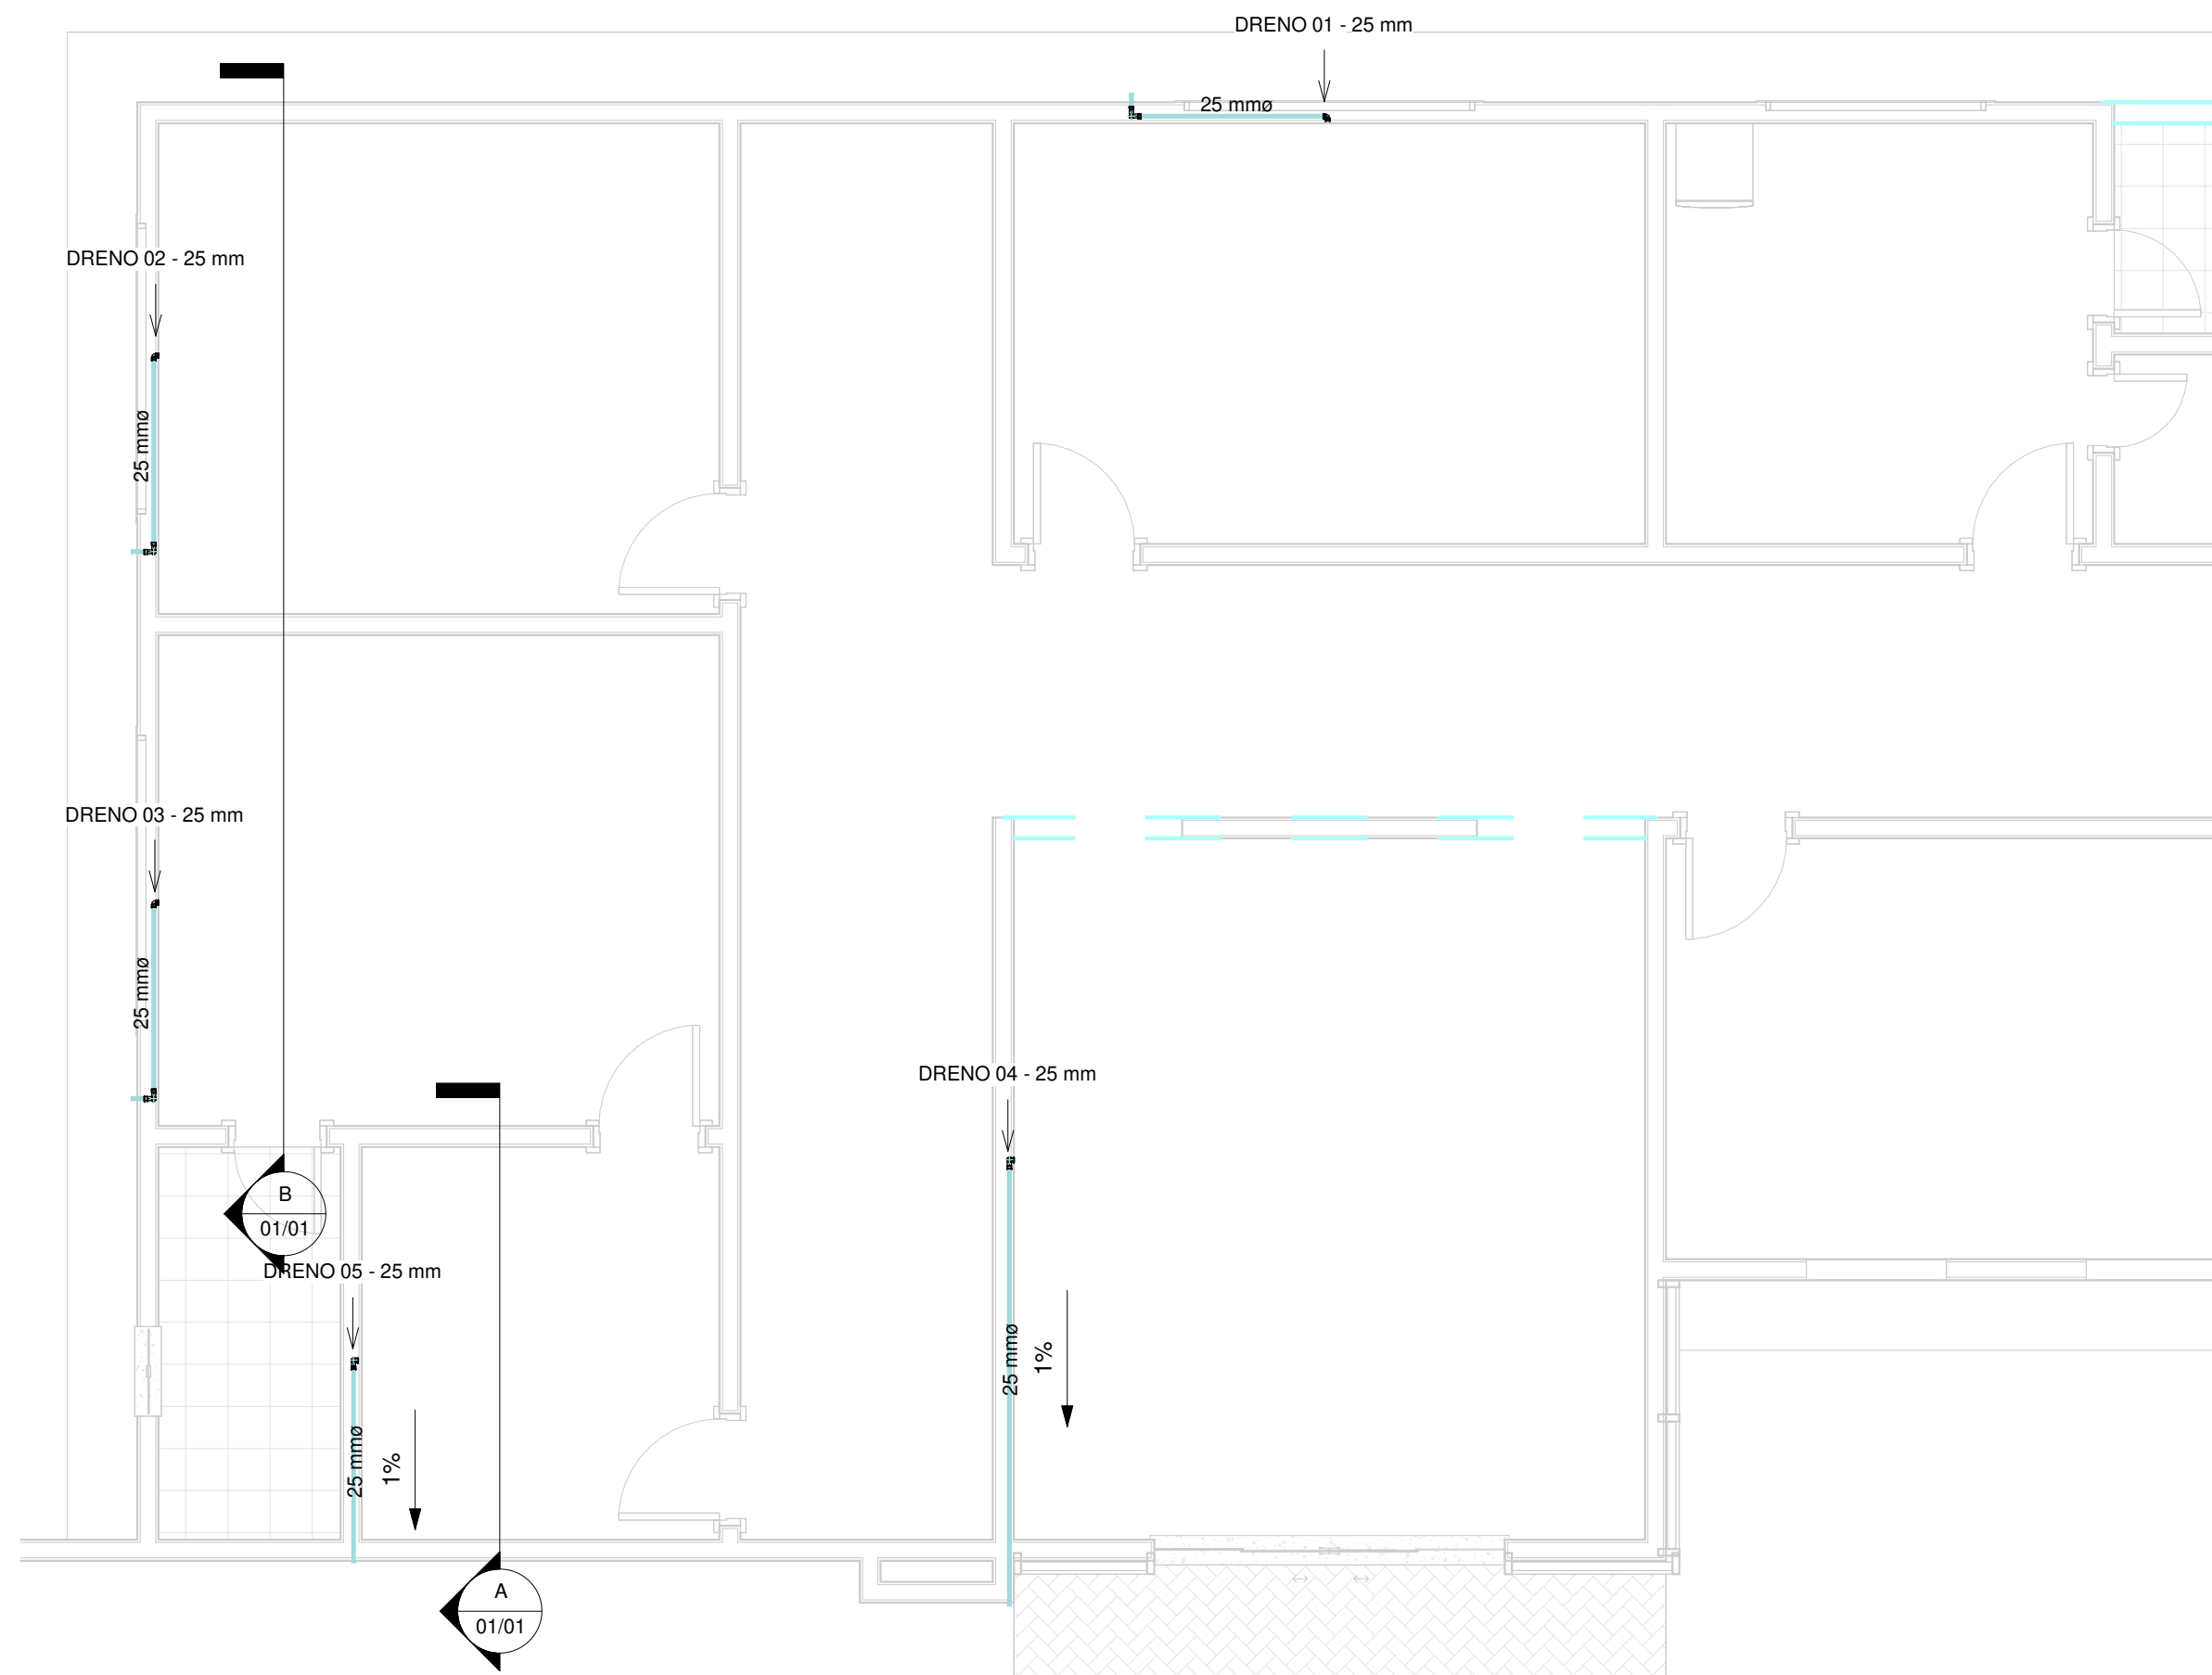 DRENO 01 - 25 mm
25 mmø
DRENO 02 - 25 mm
25 mmø
DRENO 03 - 25 mm
25 mmø
DRENO 04 - 25 mm
25 mmø
1%
B
01/01
DRENO 05 - 25 mm
25 mmø
1%
A
01/01